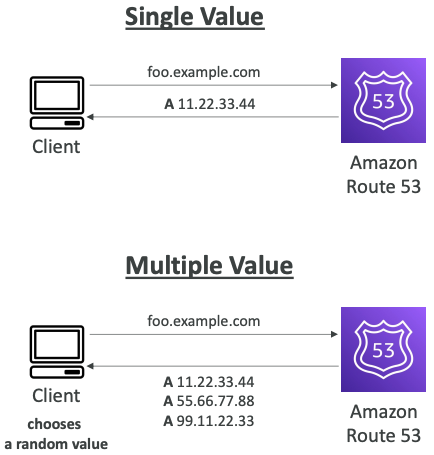 Single Value
foo.example.com
53
A 11.22.33.44
Client
Amazon
Route 53
Multiple Value
foo.example.com
53
Client
A 11.22.33.44
A 55.66.77.88
A 99.11.22.33
chooses
a random value
Amazon
Route 53